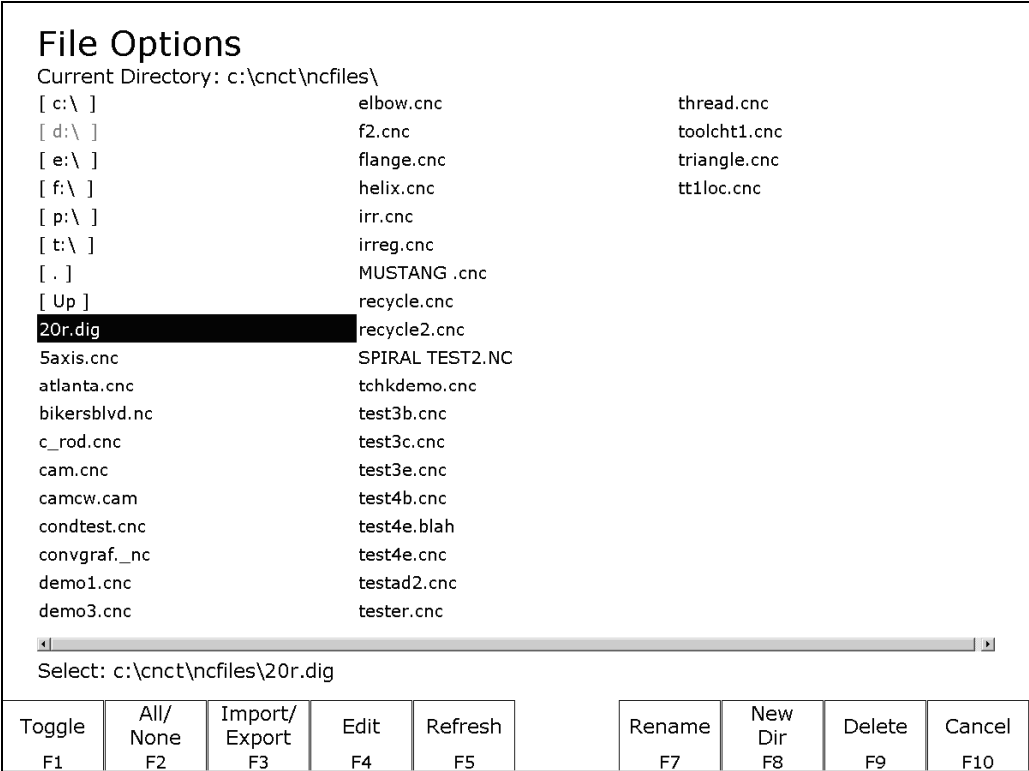 File Options
Current Directory: c:\cnct\ncfiles\
[ c:\ ]
[ d:\ ]
[ e:\ ]
[ f:\ ]
[ p:\ ]
[ t:\ ]
[ . ]
[ Up ]
20r.dig
5axis.cnc
atlanta.cnc
bikersblvd.nc
c_rod.cnc
cam.cnc
camcw.cam
condtest.cnc
convgraf._nc
demo1.cnc
demo3.cnc
elbow.cnc
f2.cnc
flange.cnc
helix.cnc
irr.cnc
irreg.cnc
MUSTANG .cnc
recycle.cnc
recycle2.cnc
SPIRAL TEST2.NC
tchkdemo.cnc
test3b.cnc
test3c.cnc
test3e.cnc
test4b.cnc
test4e.blah
test4e.cnc
testad2.cnc
tester.cnc
thread.cnc
toolcht1.cnc
triangle.cnc
tt1loc.cnc
Select: c:\cnct\ncfiles\20r.dig
Toggle
F1
All/
None
F2
Import/
Export
F3
Edit
F4
Refresh
F5
Rename
F7
New
Dir
F8
Delete
F9
Cancel
F10